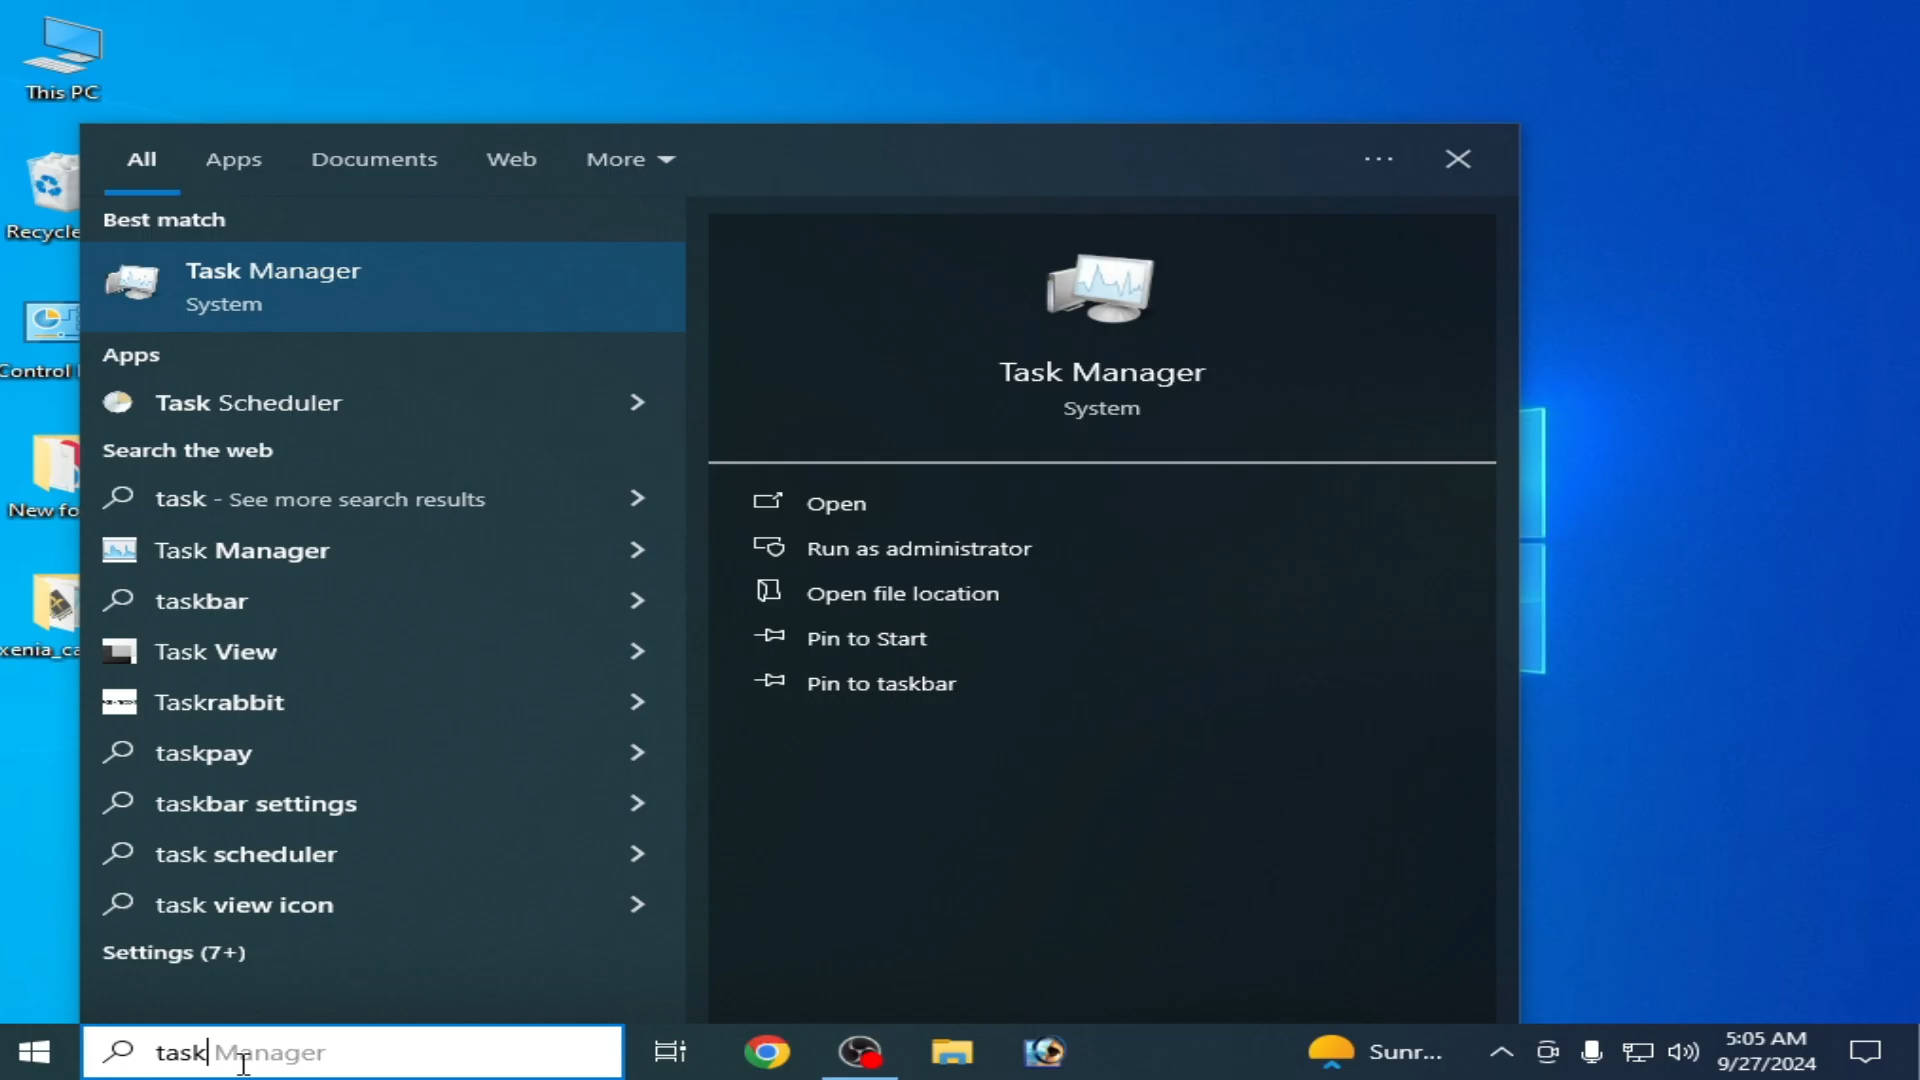 This PC
Recycle
Control
New fo
xenia_ca
All Apps Documents Web More
Best match
Task Manager
System
Apps
Task Scheduler
Search the web
task - See more search results
Task Manager
taskbar
Task View
Taskrabbit
taskpay
taskbar settings
task scheduler
task view icon
Settings (7+)
Task Manager
System
Open
Run as administrator
Open file location
Pin to Start
Pin to taskbar
task Manager
Sunr...
5:05 AM
9/27/2024